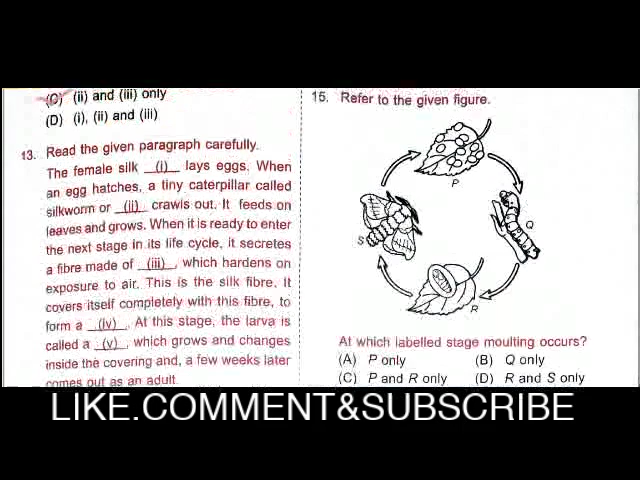 (C) (ii) and (iii) only
(D) (i), (ii) and (iii)
13. Read the given paragraph carefully.
The female silk (i) lays eggs. When
an egg hatches, a tiny caterpillar called
silkworm or (ii) crawls out. It feeds on
leaves and grows. When it is ready to enter
the next stage in its life cycle, it secretes
a fibre made of (iii), which hardens on
exposure to air. This is the silk fibre. It
covers itself completely with this fibre, to
form a (iv). At this stage, the larva is
called a (v), which grows and changes
inside the covering and, a few weeks later
comes out as an adult.
15. Refer to the given figure.
P
Q
S
R
At which labelled stage moulting occurs?
(A) P only (B) Q only
(C) P and R only (D) R and S only
LIKE.COMMENT&SUBSCRIBE